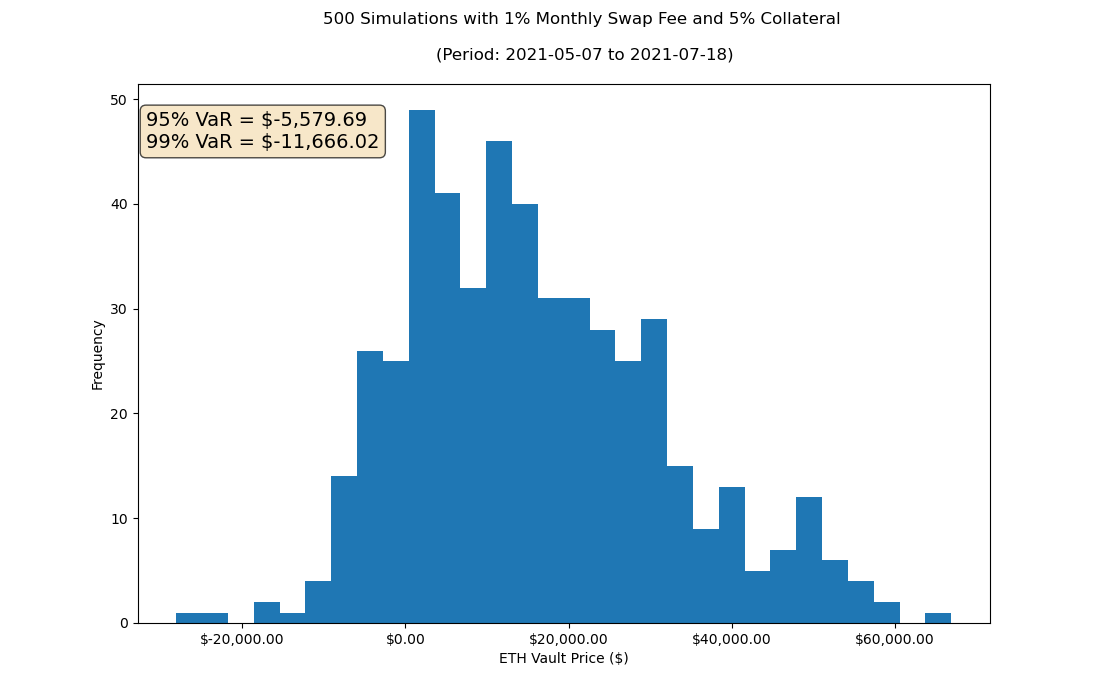 500 Simulations with 1% Monthly Swap Fee and 5% Collateral
(Period: 2021-05-07 to 2021-07-18)
95% VaR = $-5,579.69
99% VaR = $-11,666.02
50
40
30
20
10
0
Frequency
$-20,000.00 $0.00 $20,000.00 $40,000.00 $60,000.00
ETH Vault Price ($)